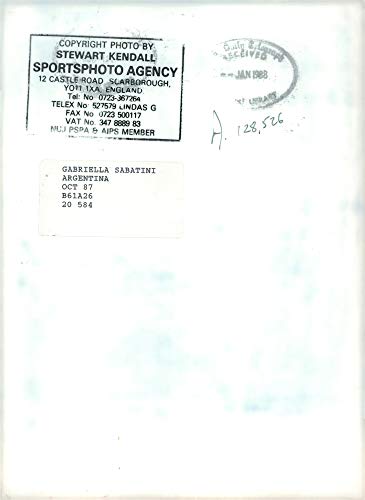 COPYRIGHT PHOTO BY
STEWART KENDALL
SPORTSPHOTO AGENCY
12 CASTLE ROAD SCARBOROUGH,
YO11 1XA, ENGLAND
Tel: No 0723-367264
TELEX No 527579 LINDAS G
FAX No 0723 500117
VAT No. 347 8889 83
NUJ PSPA & AIPS MEMBER
RECEIVED
JAN 1988
LIBRARY
A. 128,526
GABRIELLA SABATINI
ARGENTINA
OCT 87
B61A26
20 584